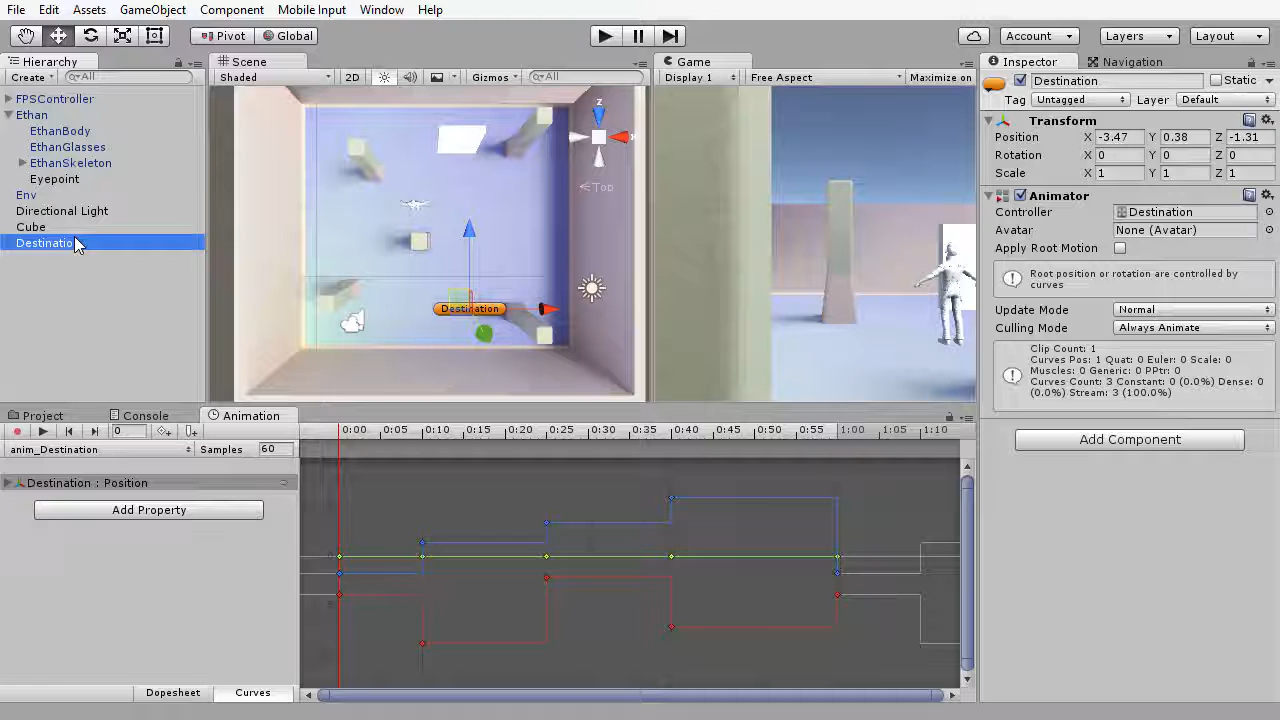 File Edit Assets GameObject Component Mobile Input Window Help
Pivot Global Account Layers Layout
Hierarchy
Create All
FPSController
Ethan
EthanBody
EthanGlasses
EthanSkeleton
Eyepoint
Env
Directional Light
Cube
Destination
Scene
Shaded 2D Gizmos All
z
x
Top
Destination
Game
Display 1 Free Aspect Maximize on
Inspector Navigation
Destination Static
Tag Untagged Layer Default
Transform
Position X -3.47 Y 0.38 Z -1.31
Rotation X 0 Y 0 Z 0
Scale X 1 Y 1 Z 1
Animator
Controller Destination
Avatar None (Avatar)
Apply Root Motion
Root position or rotation are controlled by
curves
Update Mode Normal
Culling Mode Always Animate
Clip Count: 1
Curves Pos: 1 Quat: 0 Euler: 0 Scale: 0
Muscles: 0 Generic: 0 PPtr: 0
Curves Count: 3 Constant: 0 (0.0%) Dense: 0
(0.0%) Stream: 3 (100.0%)
Add Component
Project Console Animation
0
anim_Destination Samples 60
Destination : Position
Add Property
0:00 0:05 0:10 0:15 0:20 0:25 0:30 0:35 0:40 0:45 0:50 0:55 1:00 1:05 1:10
Dopesheet Curves